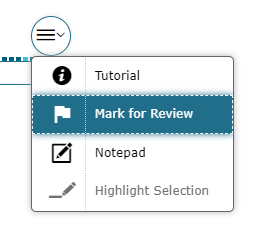 Tutorial
Mark for Review
Notepad
Highlight Selection